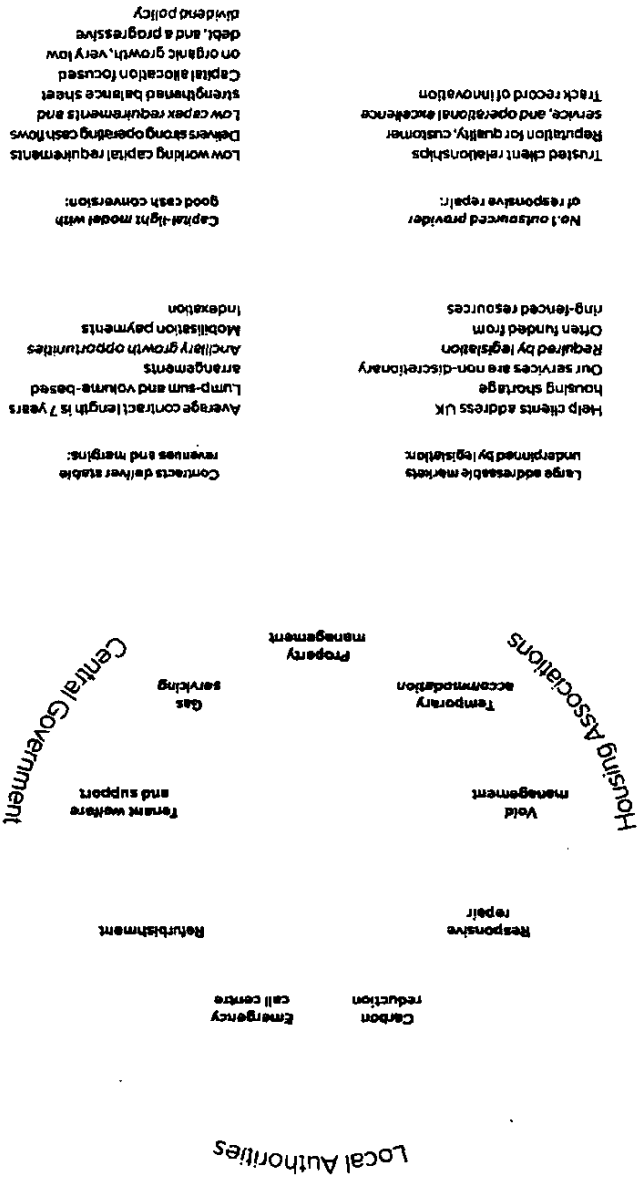 Local Authorities
Carbon
reduction
Emergency
call centre
Responsive
repair
Refurbishment
Housing Associations
Void
management
Tenant welfare
and support
Central Government
Temporary
accommodation
Gas
servicing
Property
management
Large addressable markets
underpinned by legislation:
Help clients address UK
housing shortage
Our services are non-discretionary
Required by legislation
Often funded from
ring-fenced resources
Contracts deliver stable
revenues and margins:
Average contract length is 7 years
Lump-sum and volume-based
arrangements
Ancillary growth opportunities
Mobilisation payments
Indexation
No.1 outsourced provider
of responsive repair:
Trusted client relationships
Reputation for quality, customer
service, and operational excellence
Track record of innovation
Capital-light model with
good cash conversion:
Low working capital requirements
Delivers strong operating cash flows
Low capex requirements and
strengthened balance sheet
Capital allocation focused
on organic growth, very low
debt, and a progressive
dividend policy